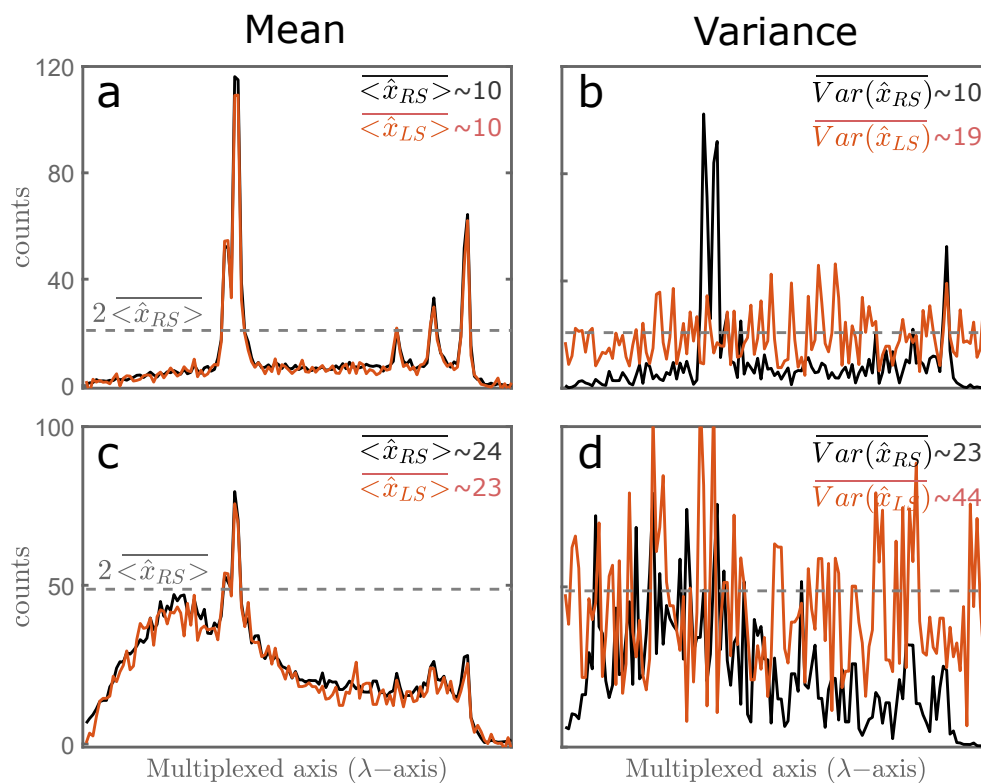 Mean
Variance
120
80
40
0
counts
a
<x̂_RS>~10
<x̂_LS>~10
2 <x̂_RS>
b
Var(x̂_RS)~10
Var(x̂_LS)~19
100
50
0
counts
c
<x̂_RS>~24
<x̂_LS>~23
2 <x̂_RS>
d
Var(x̂_RS)~23
Var(x̂_LS)~44
Multiplexed axis (λ−axis)
Multiplexed axis (λ−axis)